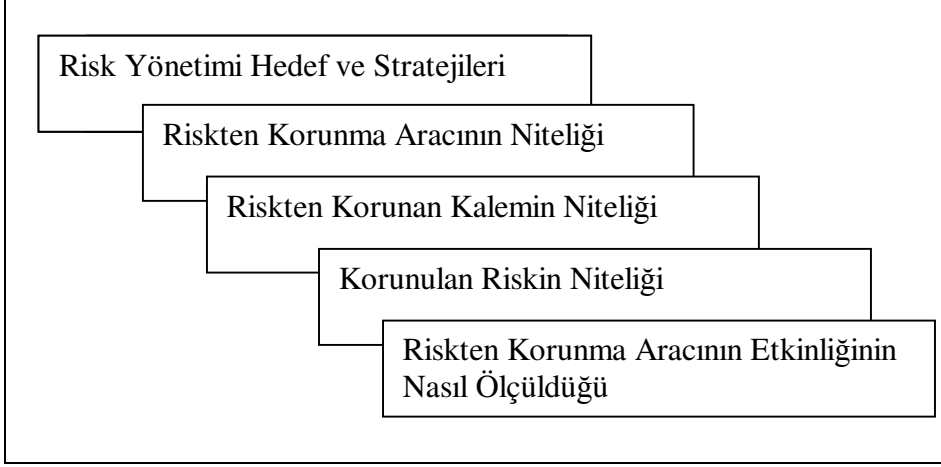 Risk Yönetimi Hedef ve Stratejileri
Riskten Korunma Aracının Niteliği
Riskten Korunan Kalemin Niteliği
Korunulan Riskin Niteliği
Riskten Korunma Aracının Etkinliğinin
Nasıl Ölçüldüğü